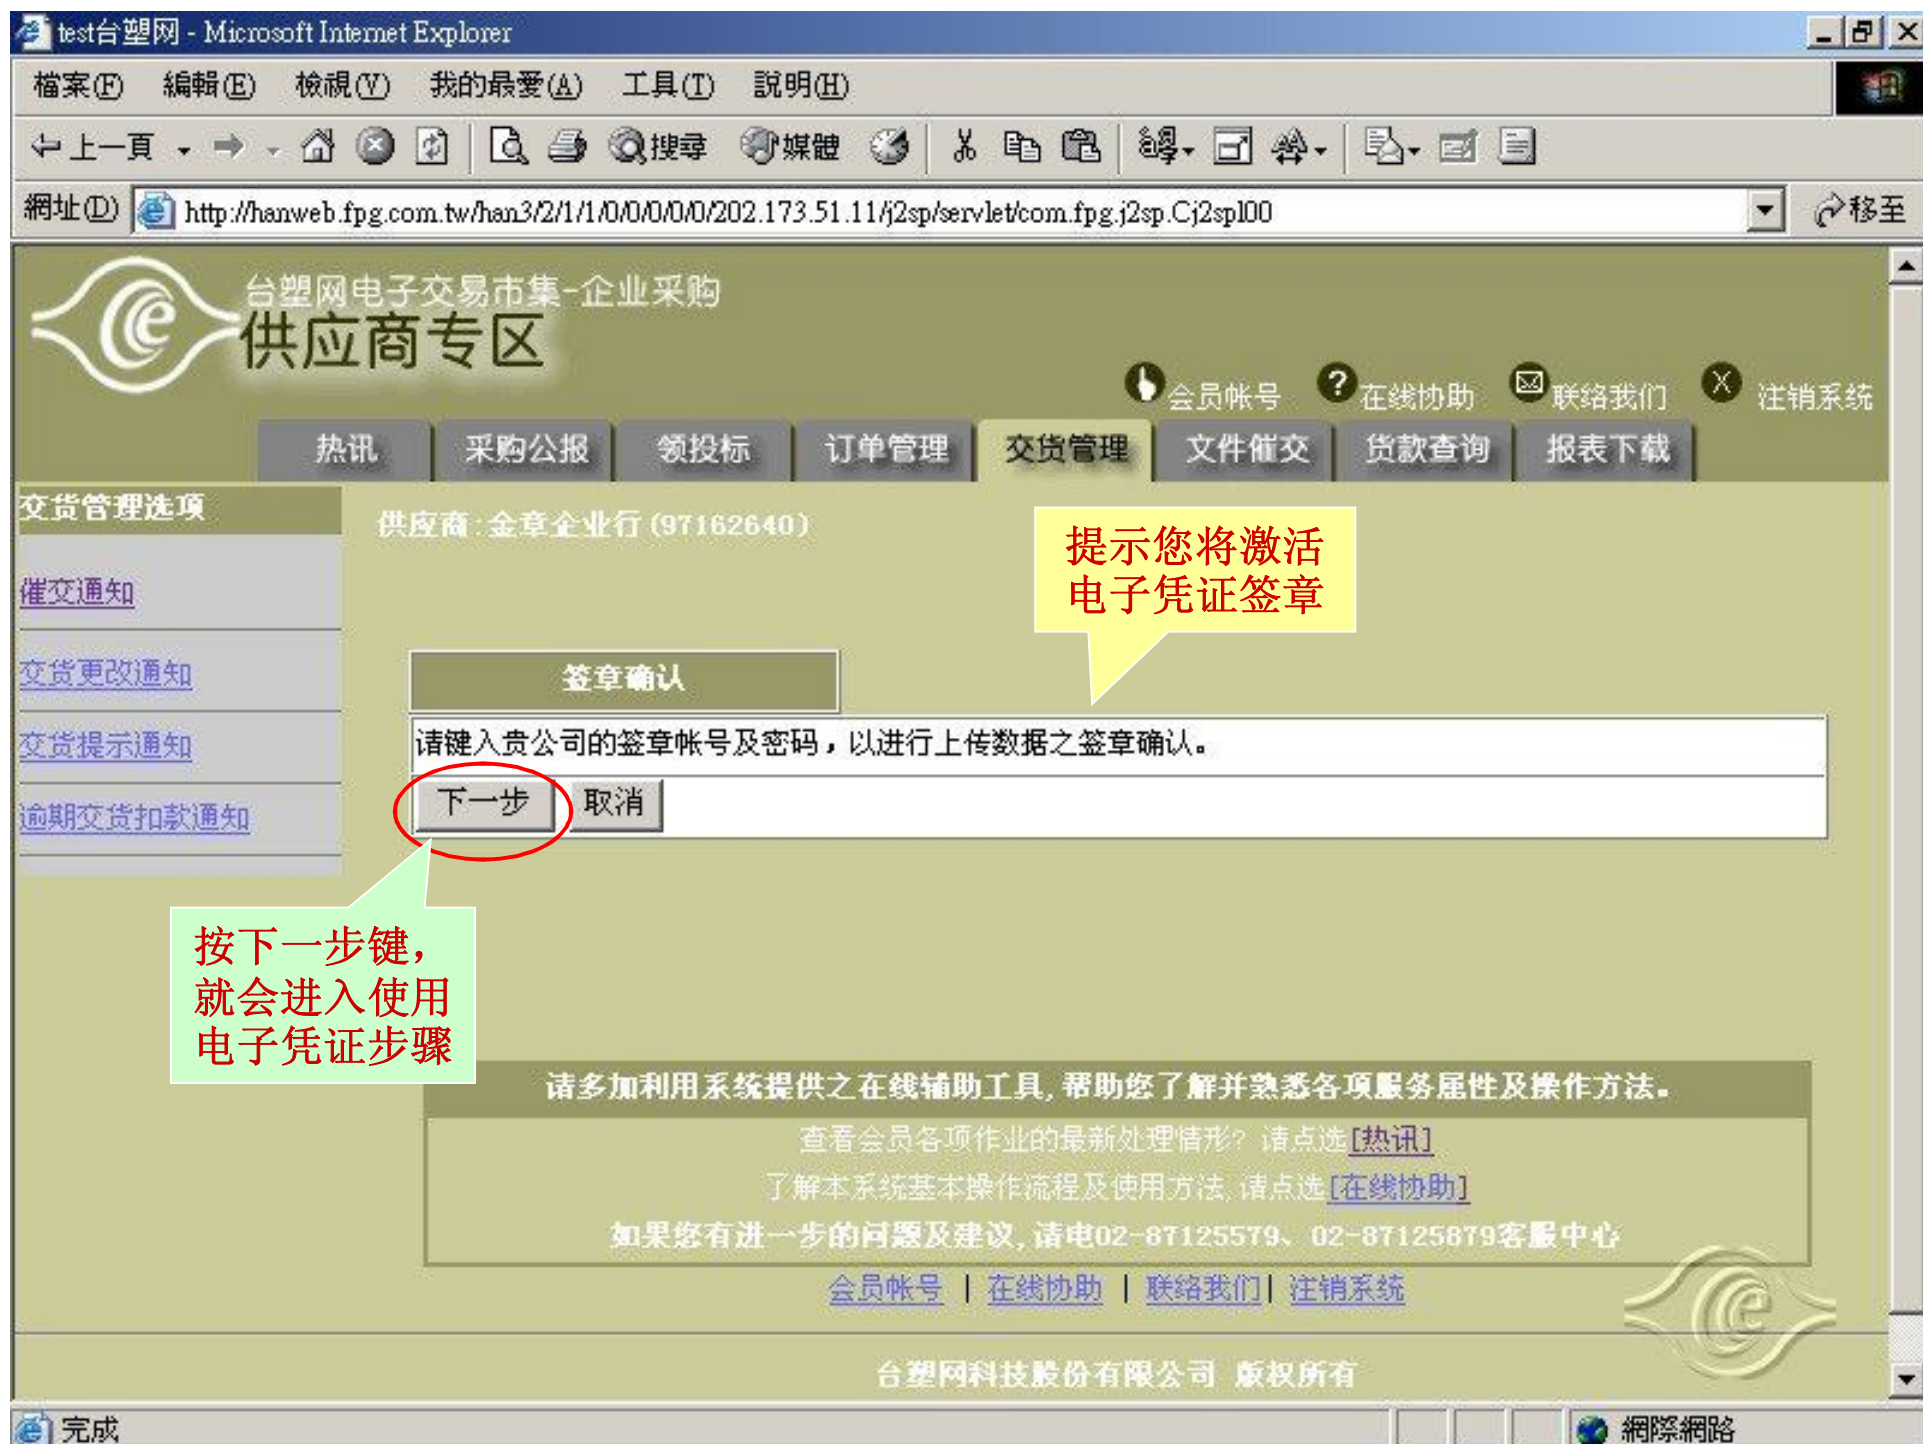 test台塑网 - Microsoft Internet Explorer
檔案(F) 編輯(E) 檢視(V) 我的最愛(A) 工具(T) 說明(H)
上一頁 搜尋 媒體
網址(D) http://hanweb.fpg.com.tw/han3/2/1/1/0/0/0/0/0/202.173.51.11/j2sp/servlet/com.fpg.j2sp.Cj2spl00 移至
台塑网电子交易市集-企业采购
供应商专区
会员帐号 在线协助 联络我们 注销系统
热讯 采购公报 领投标 订单管理 交货管理 文件催交 货款查询 报表下载
交货管理选项
催交通知
交货更改通知
交货提示通知
逾期交货扣款通知
供应商:金章企业行(97162640)
提示您将激活
电子凭证签章
签章确认
请键入贵公司的签章帐号及密码，以进行上传数据之签章确认。
下一步 取消
按下一步键，
就会进入使用
电子凭证步骤
请多加利用系统提供之在线辅助工具,帮助您了解并熟悉各项服务属性及操作方法。
查看会员各项作业的最新处理情形? 请点选[热讯]
了解本系统基本操作流程及使用方法,请点选[在线协助]
如果您有进一步的问题及建议,请电02-87125579、02-87125879客服中心
会员帐号 | 在线协助 | 联络我们 | 注销系统
台塑网科技股份有限公司 版权所有
完成 網際網路